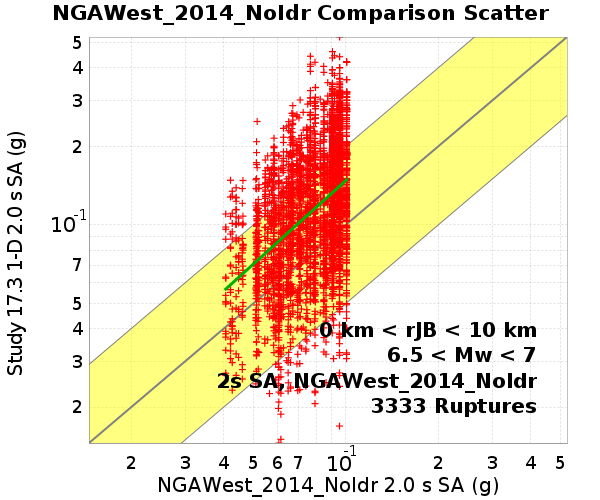 NGAWest_2014_NoIdr Comparison Scatter
Study 17.3 1-D 2.0 s SA (g)
5
4
3
2
10⁻¹
7
5
4
3
2
0 km < rJB < 10 km
6.5 < Mw < 7
2s SA, NGAWest_2014_NoIdr
3333 Ruptures
2 3 4 5 6 7 10⁻¹ 2 3 4 5
NGAWest_2014_NoIdr 2.0 s SA (g)